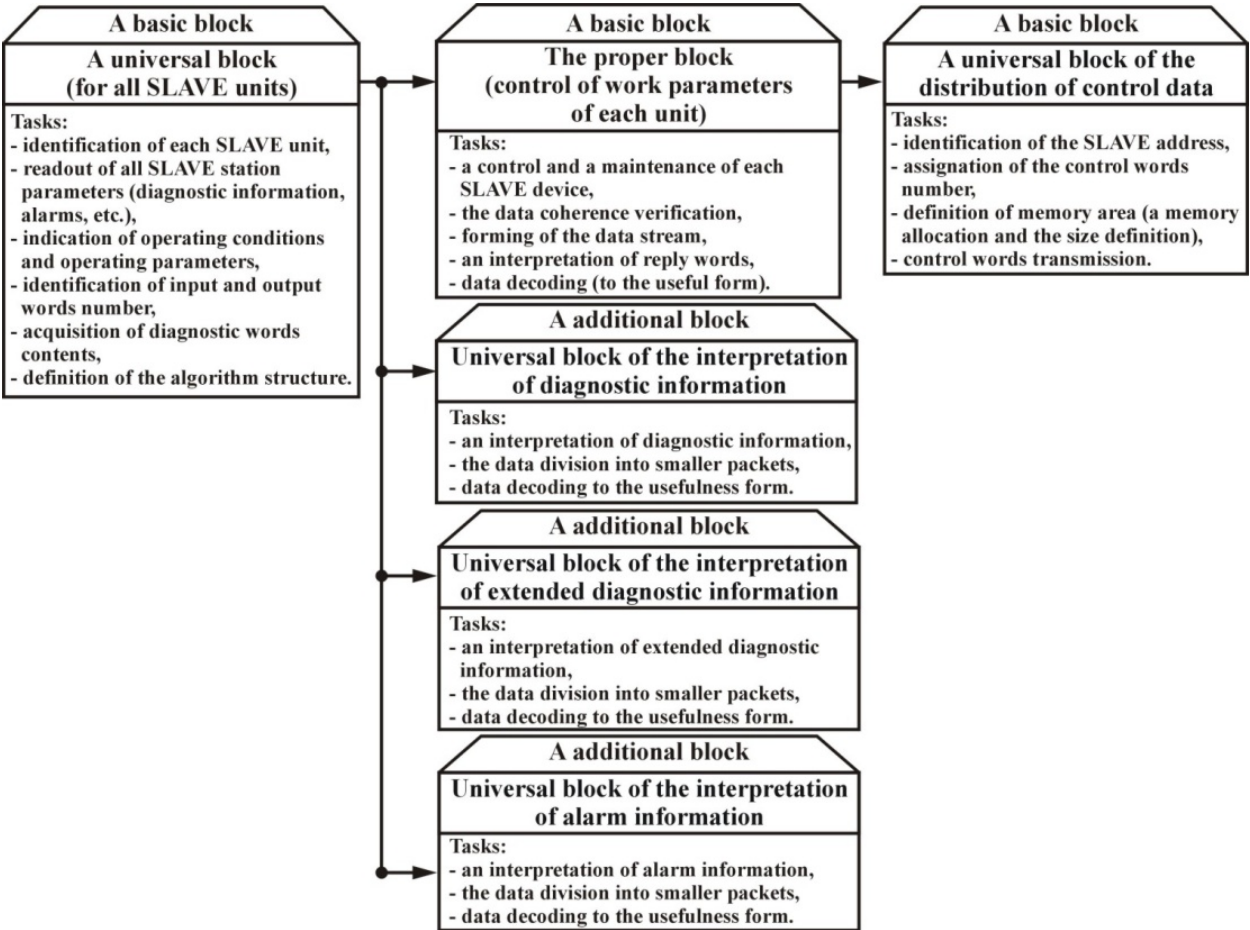 A basic block
A universal block
(for all SLAVE units)
Tasks:
- identification of each SLAVE unit,
- readout of all SLAVE station
parameters (diagnostic information,
alarms, etc.),
- indication of operating conditions
and operating parameters,
- identification of input and output
words number,
- acquisition of diagnostic words
contents,
- definition of the algorithm structure.
A basic block
The proper block
(control of work parameters
of each unit)
Tasks:
- a control and a maintenance of each
SLAVE device,
- the data coherence verification,
- forming of the data stream,
- an interpretation of reply words,
- data decoding (to the useful form).
A basic block
A universal block of the
distribution of control data
Tasks:
- identification of the SLAVE address,
- assignation of the control words
number,
- definition of memory area (a memory
allocation and the size definition),
- control words transmission.
A additional block
Universal block of the interpretation
of diagnostic information
Tasks:
- an interpretation of diagnostic information,
- the data division into smaller packets,
- data decoding to the usefulness form.
A additional block
Universal block of the interpretation
of extended diagnostic information
Tasks:
- an interpretation of extended diagnostic
information,
- the data division into smaller packets,
- data decoding to the usefulness form.
A additional block
Universal block of the interpretation
of alarm information
Tasks:
- an interpretation of alarm information,
- the data division into smaller packets,
- data decoding to the usefulness form.